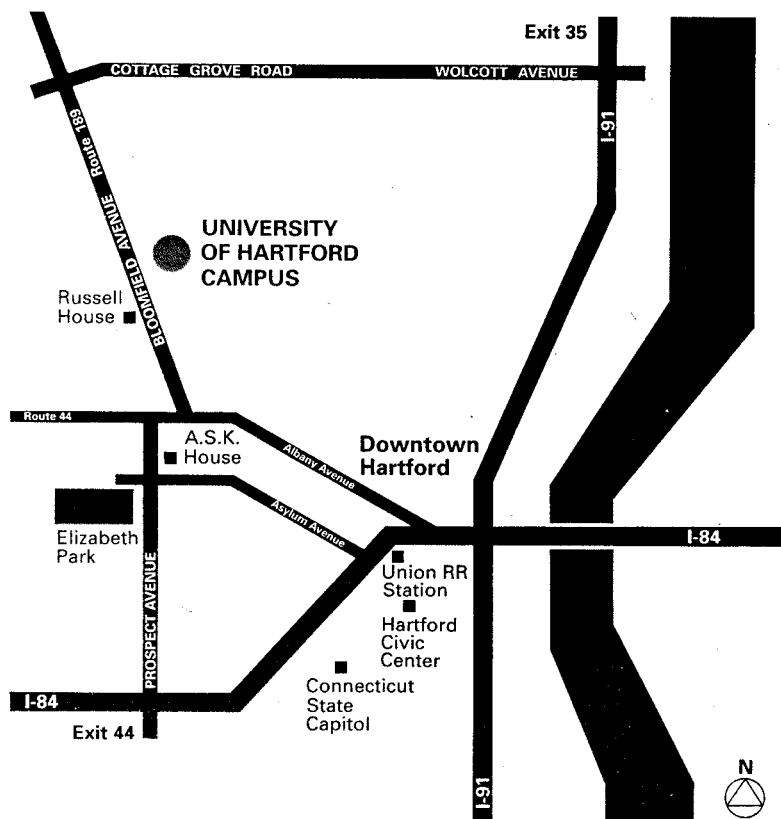 Exit 35
COTTAGE GROVE ROAD
WOLCOTT AVENUE
I-91
BLOOMFIELD AVENUE Route 189
UNIVERSITY
OF HARTFORD
CAMPUS
Russell
House
Route 44
A.S.K.
House
Albany Avenue
Downtown
Hartford
Asylum Avenue
Elizabeth
Park
PROSPECT AVENUE
I-84
Union RR
Station
Hartford
Civic
Center
Connecticut
State
Capitol
I-84
Exit 44
I-91
N